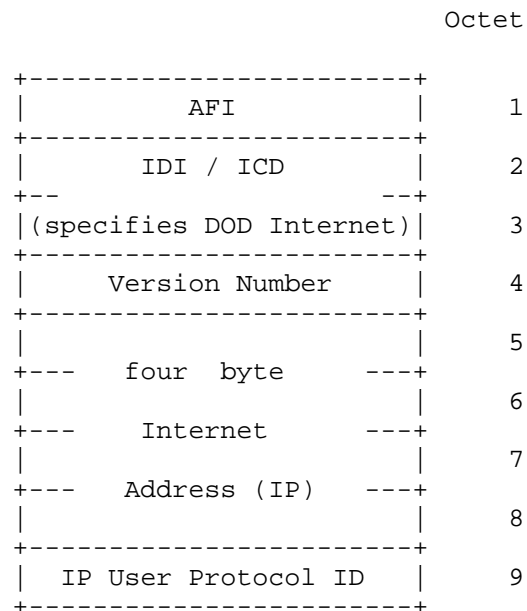 Octet
AFI 1
IDI / ICD 2
(specifies DOD Internet) 3
Version Number 4
5
four byte
6
Internet
7
Address (IP)
8
IP User Protocol ID 9